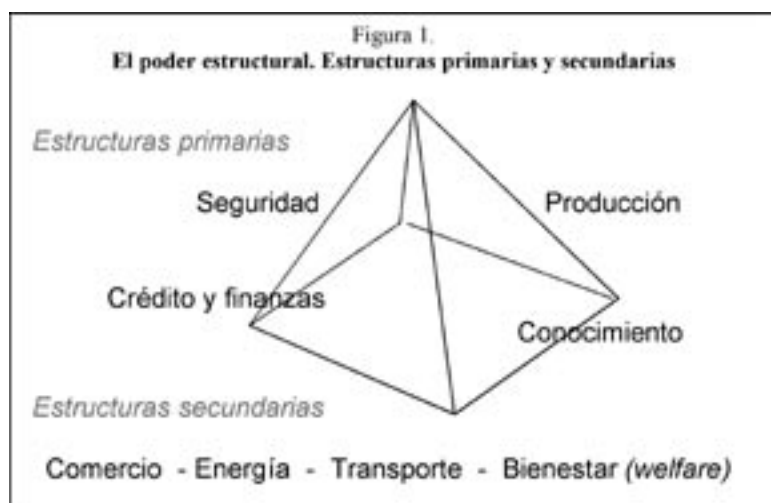 Figura 1.
El poder estructural. Estructuras primarias y secundarias
Estructuras primarias
Seguridad
Producción
Crédito y finanzas
Conocimiento
Estructuras secundarias
Comercio - Energía - Transporte - Bienestar (welfare)